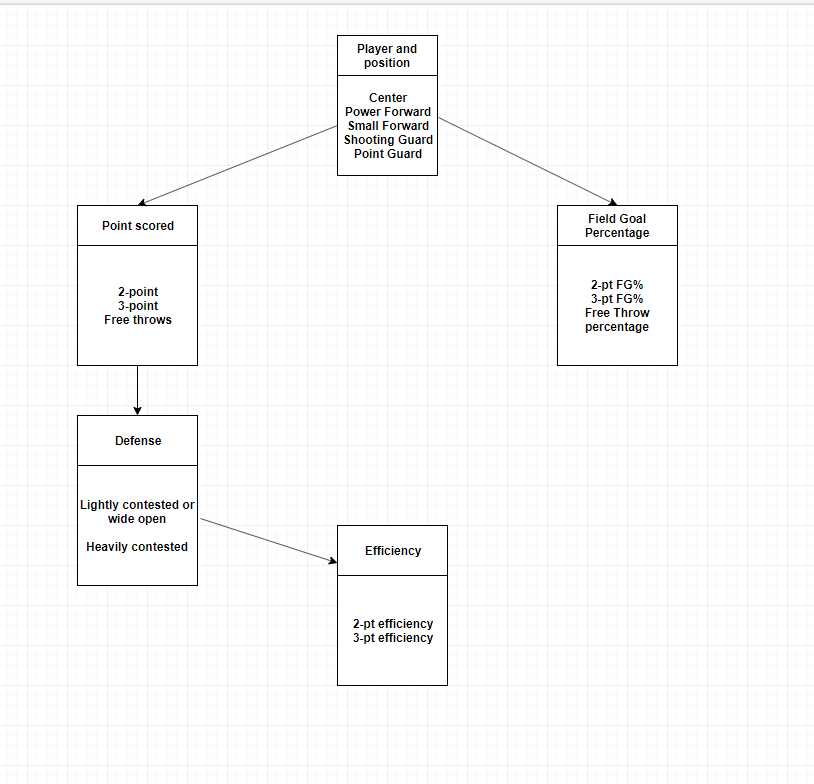 Player and
position
Center
Power Forward
Small Forward
Shooting Guard
Point Guard
Point scored
2-point
3-point
Free throws
Field Goal
Percentage
2-pt FG%
3-pt FG%
Free Throw
percentage
Defense
Lightly contested or
wide open
Heavily contested
Efficiency
2-pt efficiency
3-pt efficiency